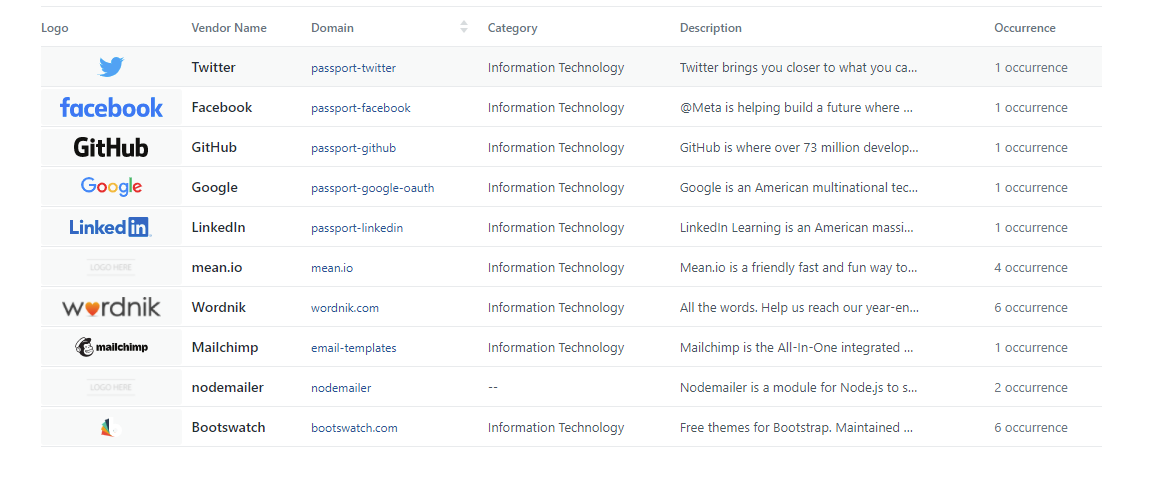 Logo Vendor Name Domain Category Description Occurrence
Twitter passport-twitter Information Technology Twitter brings you closer to what you ca... 1 occurrence
facebook Facebook passport-facebook Information Technology @Meta is helping build a future where ... 1 occurrence
GitHub GitHub passport-github Information Technology GitHub is where over 73 million develop... 1 occurrence
Google Google passport-google-oauth Information Technology Google is an American multinational tec... 1 occurrence
Linked in LinkedIn passport-linkedin Information Technology LinkedIn Learning is an American massi... 1 occurrence
LOGO HERE mean.io mean.io Information Technology Mean.io is a friendly fast and fun way to... 4 occurrence
wordnik Wordnik wordnik.com Information Technology All the words. Help us reach our year-en... 6 occurrence
mailchimp Mailchimp email-templates Information Technology Mailchimp is the All-In-One integrated ... 1 occurrence
LOGO HERE nodemailer nodemailer -- Nodemailer is a module for Node.js to s... 2 occurrence
Bootswatch bootswatch.com Information Technology Free themes for Bootstrap. Maintained ... 6 occurrence